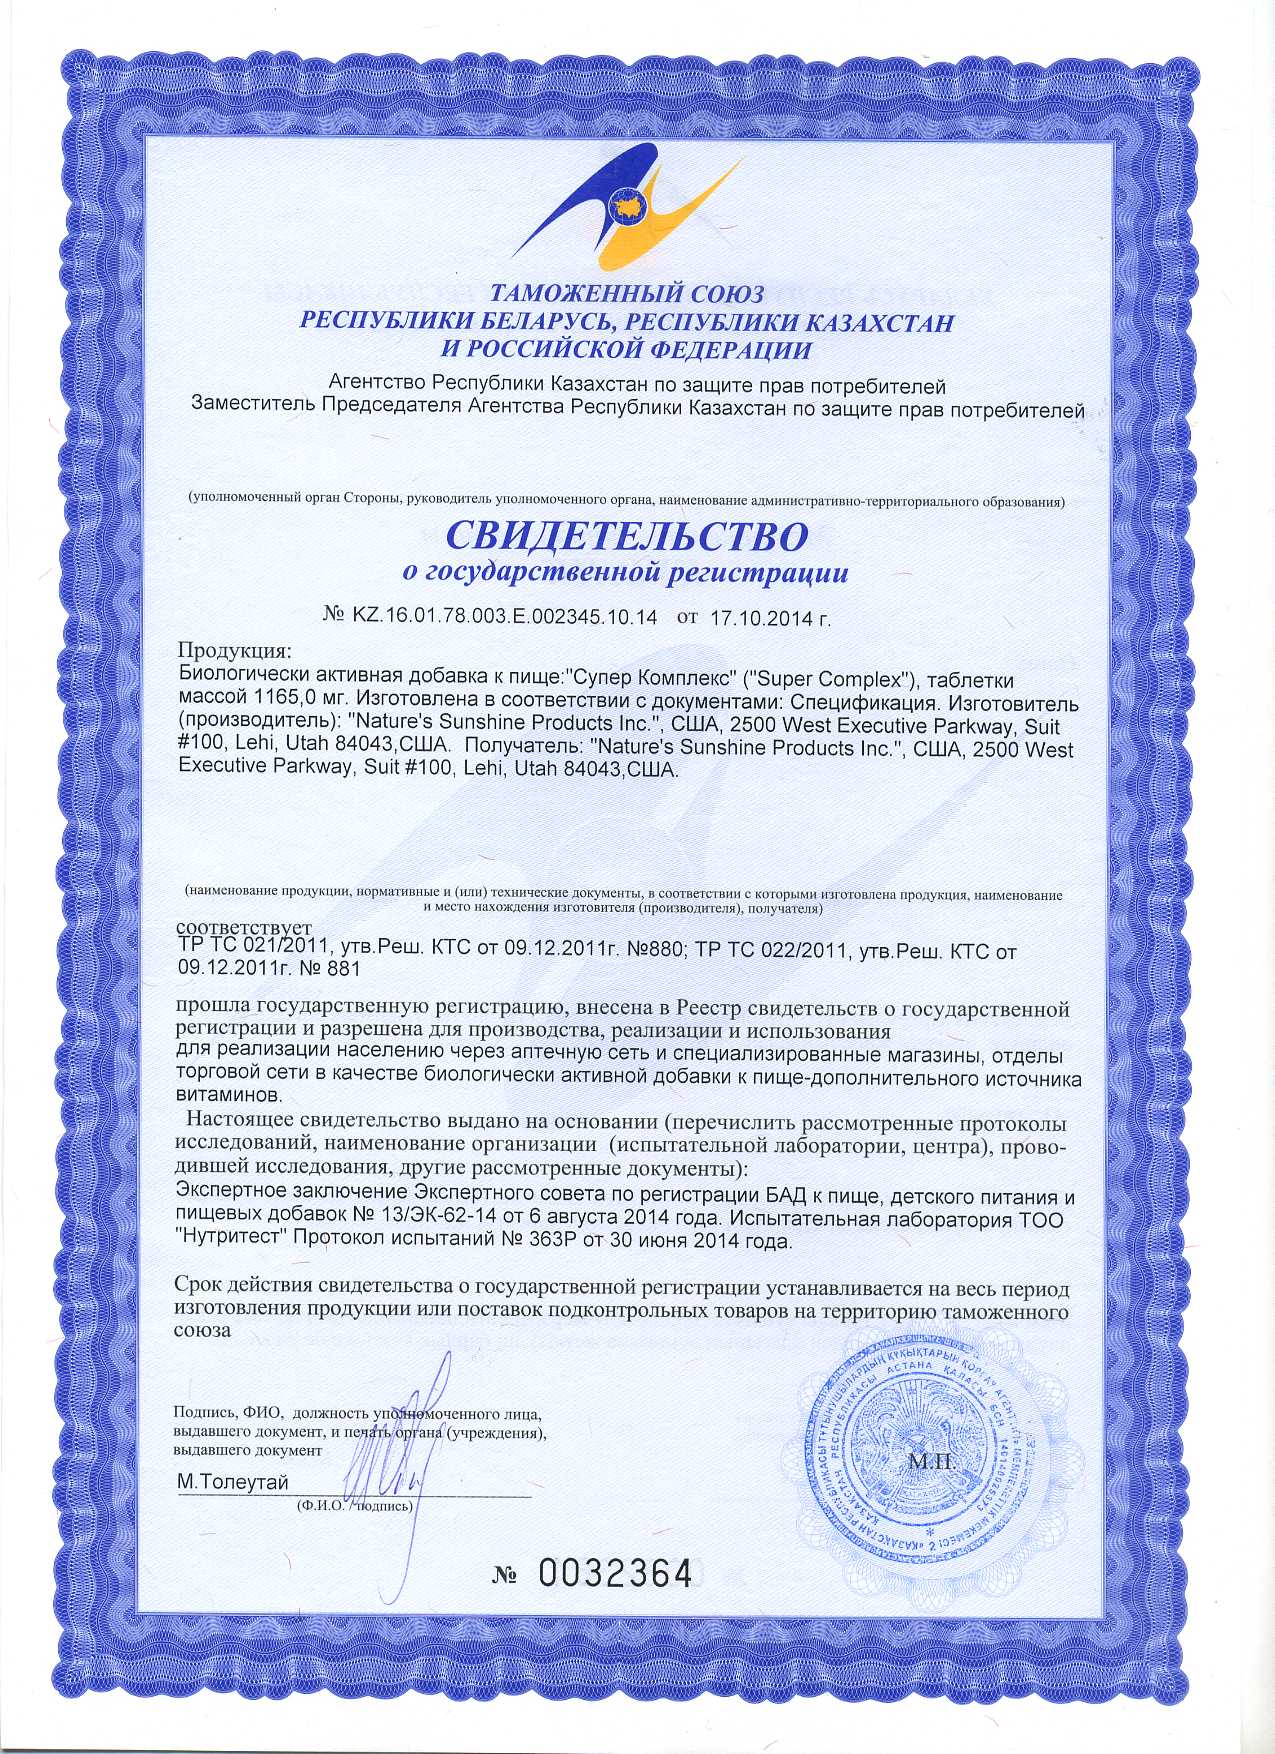 ТАМОЖЕННЫЙ СОЮЗ
РЕСПУБЛИКИ БЕЛАРУСЬ, РЕСПУБЛИКИ КАЗАХСТАН
И РОССИЙСКОЙ ФЕДЕРАЦИИ
Агентство Республики Казахстан по защите прав потребителей
Заместитель Председателя Агентства Республики Казахстан по защите прав потребителей
(уполномоченный орган Стороны, руководитель уполномоченного органа, наименование административно-территориального образования)
СВИДЕТЕЛЬСТВО
о государственной регистрации
№ KZ.16.01.78.003.E.002345.10.14 от 17.10.2014 г.
Продукция:
Биологически активная добавка к пище:"Супер Комплекс" ("Super Complex"), таблетки
массой 1165,0 мг. Изготовлена в соответствии с документами: Спецификация. Изготовитель
(производитель): "Nature's Sunshine Products Inc.", США, 2500 West Executive Parkway, Suit
#100, Lehi, Utah 84043,США. Получатель: "Nature's Sunshine Products Inc.", США, 2500 West
Executive Parkway, Suit #100, Lehi, Utah 84043,США.
(наименование продукции, нормативные и (или) технические документы, в соответствии с которыми изготовлена продукция, наименование
и место нахождения изготовителя (производителя), получателя)
соответствует
ТР ТС 021/2011, утв.Реш. КТС от 09.12.2011г. №880; ТР ТС 022/2011, утв.Реш. КТС от
09.12.2011г. № 881
прошла государственную регистрацию, внесена в Реестр свидетельств о государственной
регистрации и разрешена для производства, реализации и использования
для реализации населению через аптечную сеть и специализированные магазины, отделы
торговой сети в качестве биологически активной добавки к пище-дополнительного источника
витаминов.
Настоящее свидетельство выдано на основании (перечислить рассмотренные протоколы
исследований, наименование организации (испытательной лаборатории, центра), прово-
дившей исследования, другие рассмотренные документы):
Экспертное заключение Экспертного совета по регистрации БАД к пище, детского питания и
пищевых добавок № 13/ЭК-62-14 от 6 августа 2014 года. Испытательная лаборатория ТОО
"Нутритест" Протокол испытаний № 363Р от 30 июня 2014 года.
Срок действия свидетельства о государственной регистрации устанавливается на весь период
изготовления продукции или поставок подконтрольных товаров на территорию таможенного
союза
Подпись, ФИО, должность уполномоченного лица,
выдавшего документ, и печать органа (учреждения),
выдавшего документ
М.Толеутай
(Ф.И.О. / подпись)
М.П.
№ 0032364